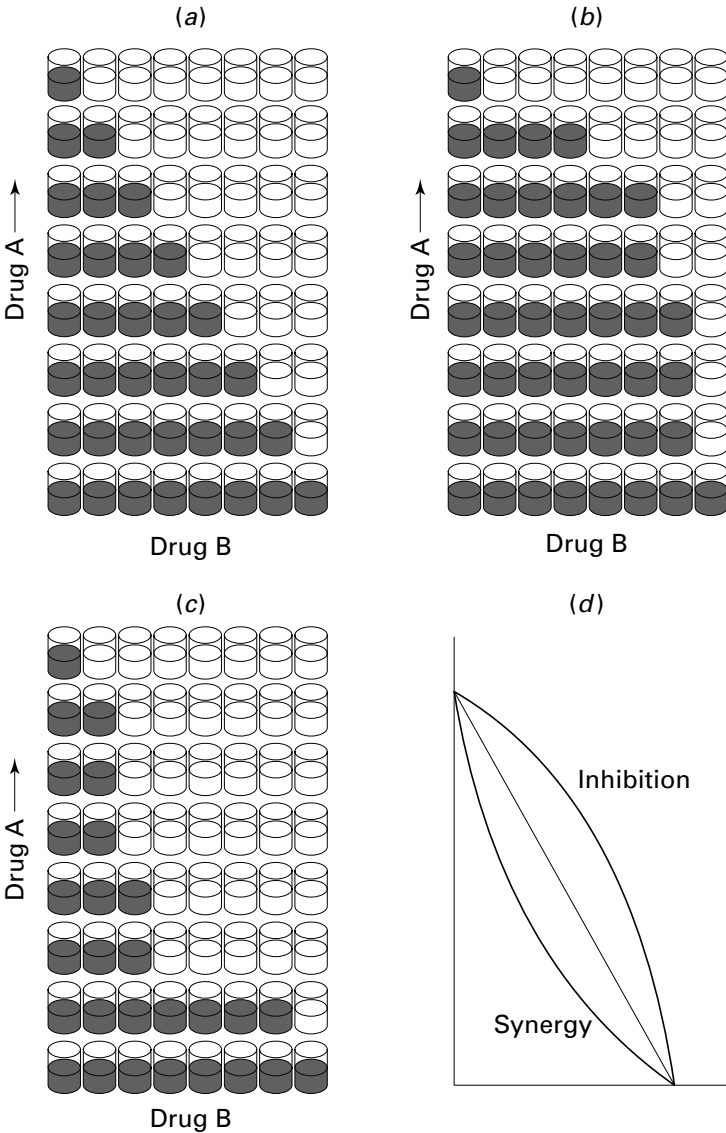 (a)
Drug A
Drug B
(b)
Drug A
Drug B
(c)
Drug A
Drug B
(d)
Inhibition
Synergy